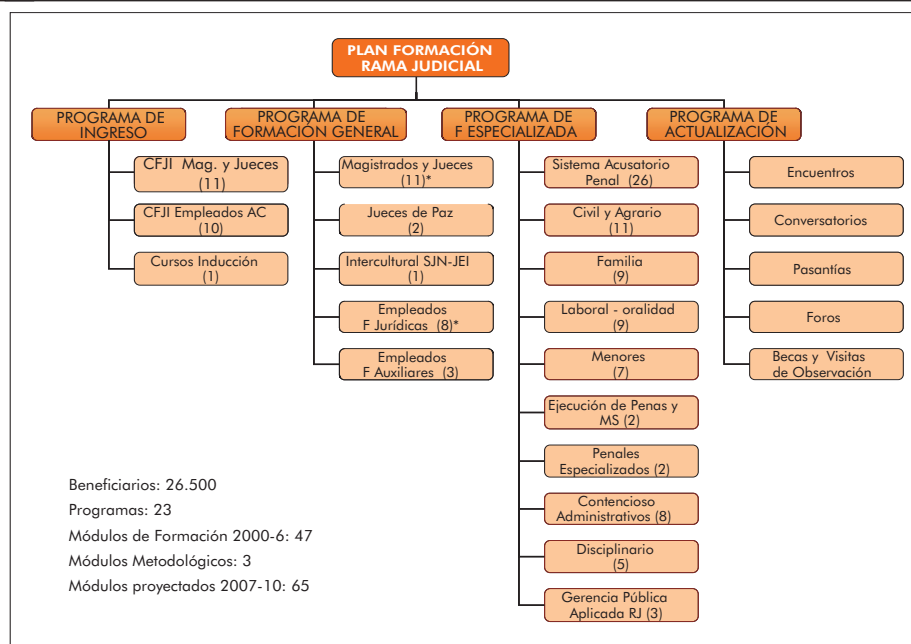 PLAN FORMACIÓN
RAMA JUDICIAL
PROGRAMA DE
INGRESO
CFJI Mag. y Jueces
(11)
CFJI Empleados AC
(10)
Cursos Inducción
(1)
PROGRAMA DE
FORMACIÓN GENERAL
Magistrados y Jueces
(11)*
Jueces de Paz
(2)
Intercultural SJN-JEI
(1)
Empleados
F Jurídicas (8)*
Empleados
F Auxiliares (3)
PROGRAMA DE
F ESPECIALIZADA
Sistema Acusatorio
Penal (26)
Civil y Agrario
(11)
Familia
(9)
Laboral - oralidad
(9)
Menores
(7)
Ejecución de Penas y
MS (2)
Penales
Especializados (2)
Contencioso
Administrativos (8)
Disciplinario
(5)
Gerencia Pública
Aplicada RJ (3)
PROGRAMA DE
ACTUALIZACIÓN
Encuentros
Conversatorios
Pasantías
Foros
Becas y Visitas
de Observación
Beneficiarios: 26.500
Programas: 23
Módulos de Formación 2000-6: 47
Módulos Metodológicos: 3
Módulos proyectados 2007-10: 65